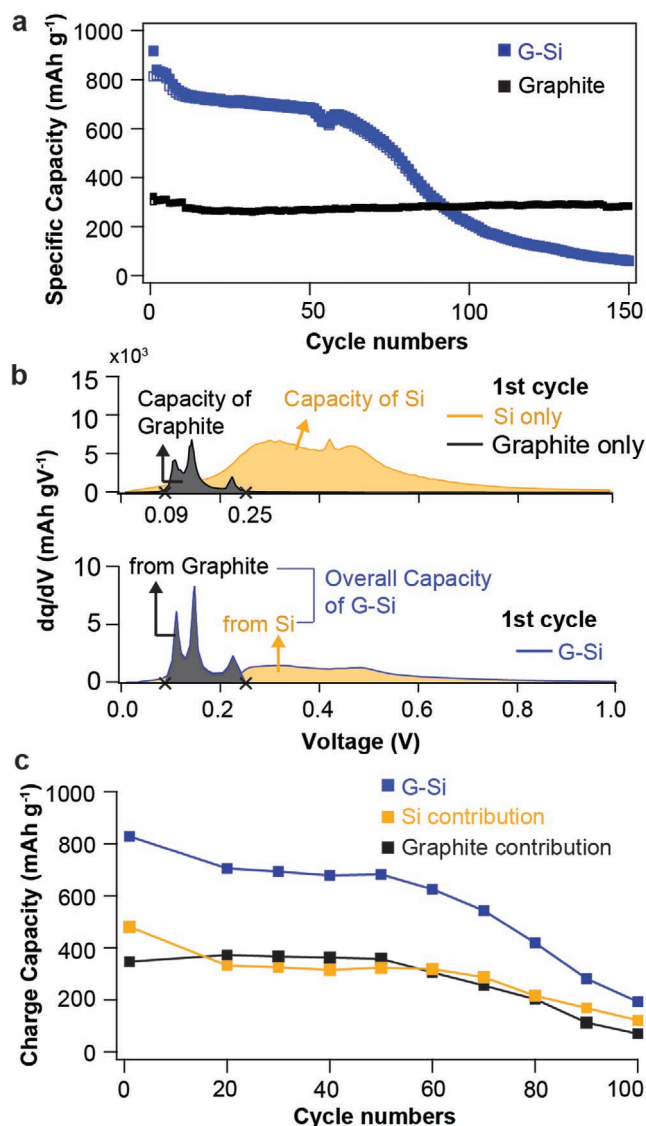 a
1000
800
600
400
200
0
Specific Capacity (mAh g⁻¹)
G-Si
Graphite
0
50
100
150
Cycle numbers
b
x10³
15
10
5
0
Capacity of
Graphite
Capacity of Si
1st cycle
Si only
Graphite only
0.09
0.25
dq/dV (mAh gV⁻¹)
10
5
0
from Graphite
Overall Capacity
of G-Si
from Si
1st cycle
G-Si
0.0
0.2
0.4
0.6
0.8
1.0
Voltage (V)
c
1000
800
600
400
200
0
Charge Capacity (mAh g⁻¹)
G-Si
Si contribution
Graphite contribution
0
20
40
60
80
100
Cycle numbers